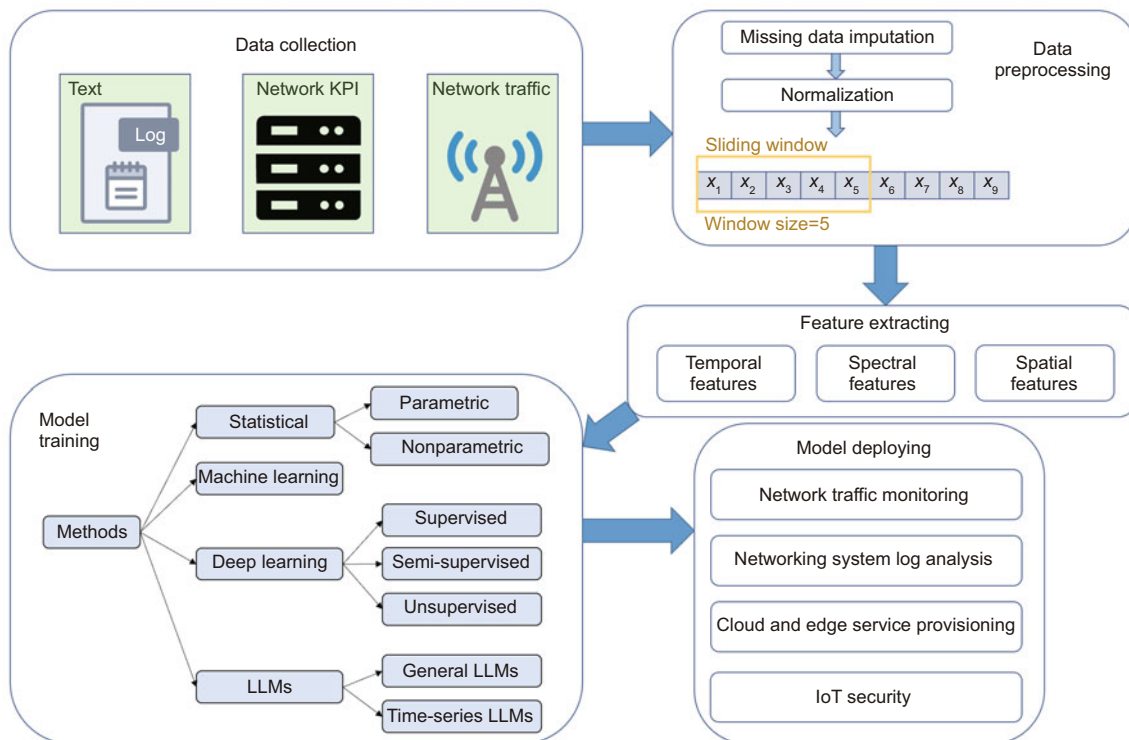 Data collection
Text
Log
Network KPI
Network traffic
Missing data imputation
Data
preprocessing
Normalization
Sliding window
x1 x2 x3 x4 x5 x6 x7 x8 x9
Window size=5
Feature extracting
Temporal
features
Spectral
features
Spatial
features
Model
training
Methods
Statistical
Parametric
Nonparametric
Machine learning
Deep learning
Supervised
Semi-supervised
Unsupervised
LLMs
General LLMs
Time-series LLMs
Model deploying
Network traffic monitoring
Networking system log analysis
Cloud and edge service provisioning
IoT security